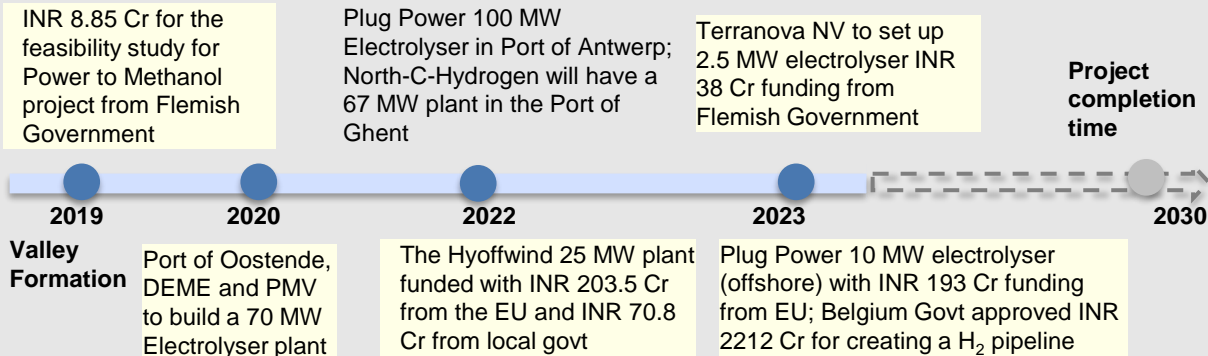 INR 8.85 Cr for the
feasibility study for
Power to Methanol
project from Flemish
Government
Plug Power 100 MW
Electrolyser in Port of Antwerp;
North-C-Hydrogen will have a
67 MW plant in the Port of
Ghent
Terranova NV to set up
2.5 MW electrolyser INR
38 Cr funding from
Flemish Government
Project
completion
time
2019
2020
2022
2023
2030
Valley
Formation
Port of Oostende,
DEME and PMV
to build a 70 MW
Electrolyser plant
The Hyoffwind 25 MW plant
funded with INR 203.5 Cr
from the EU and INR 70.8
Cr from local govt
Plug Power 10 MW electrolyser
(offshore) with INR 193 Cr funding
from EU; Belgium Govt approved INR
2212 Cr for creating a H₂ pipeline